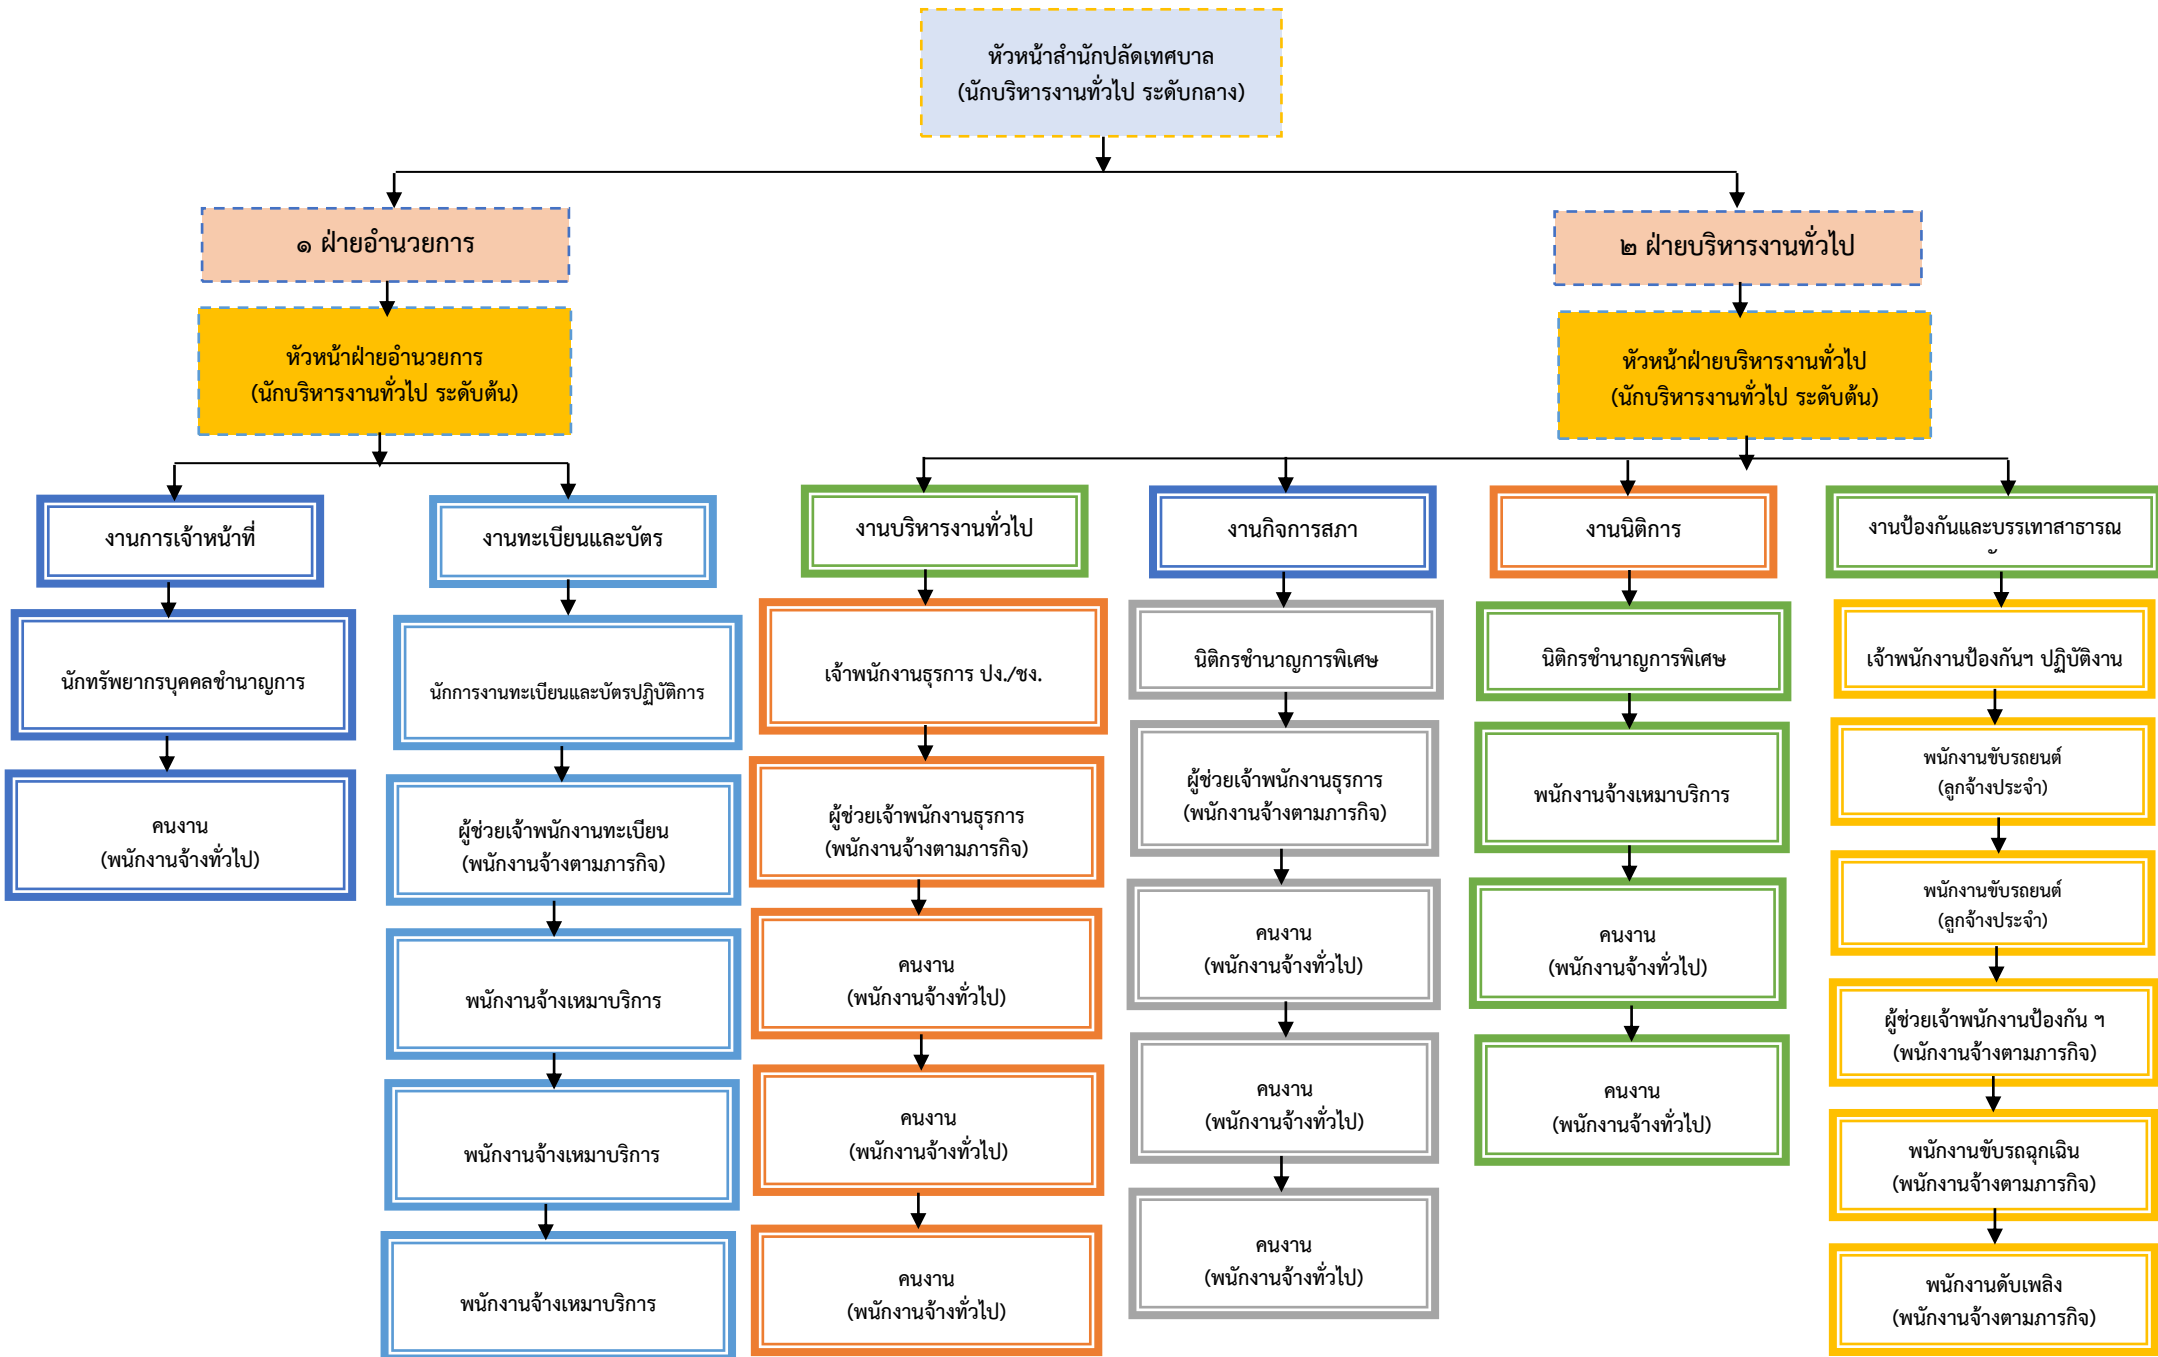 หัวหน้าสำนักปลัดเทศบาล
(นักบริหารงานทั่วไป ระดับกลาง)
๑ ฝ่ายอำนวยการ
หัวหน้าฝ่ายอำนวยการ
(นักบริหารงานทั่วไป ระดับต้น)
๒ ฝ่ายบริหารงานทั่วไป
หัวหน้าฝ่ายบริหารงานทั่วไป
(นักบริหารงานทั่วไป ระดับต้น)
งานการเจ้าหน้าที่
นักทรัพยากรบุคคลชำนาญการ
คนงาน
(พนักงานจ้างทั่วไป)
งานทะเบียนและบัตร
นักการงานทะเบียนและบัตรปฏิบัติการ
ผู้ช่วยเจ้าพนักงานทะเบียน
(พนักงานจ้างตามภารกิจ)
พนักงานจ้างเหมาบริการ
พนักงานจ้างเหมาบริการ
พนักงานจ้างเหมาบริการ
งานบริหารงานทั่วไป
เจ้าพนักงานธุรการ ปง./ชง.
ผู้ช่วยเจ้าพนักงานธุรการ
(พนักงานจ้างตามภารกิจ)
คนงาน
(พนักงานจ้างทั่วไป)
คนงาน
(พนักงานจ้างทั่วไป)
คนงาน
(พนักงานจ้างทั่วไป)
งานกิจการสภา
นิติกรชำนาญการพิเศษ
ผู้ช่วยเจ้าพนักงานธุรการ
(พนักงานจ้างตามภารกิจ)
คนงาน
(พนักงานจ้างทั่วไป)
คนงาน
(พนักงานจ้างทั่วไป)
คนงาน
(พนักงานจ้างทั่วไป)
งานนิติการ
นิติกรชำนาญการพิเศษ
พนักงานจ้างเหมาบริการ
คนงาน
(พนักงานจ้างทั่วไป)
คนงาน
(พนักงานจ้างทั่วไป)
งานป้องกันและบรรเทาสาธารณ
เจ้าพนักงานป้องกันฯ ปฏิบัติงาน
พนักงานขับรถยนต์
(ลูกจ้างประจำ)
พนักงานขับรถยนต์
(ลูกจ้างประจำ)
ผู้ช่วยเจ้าพนักงานป้องกัน ฯ
(พนักงานจ้างตามภารกิจ)
พนักงานขับรถฉุกเฉิน
(พนักงานจ้างตามภารกิจ)
พนักงานดับเพลิง
(พนักงานจ้างตามภารกิจ)